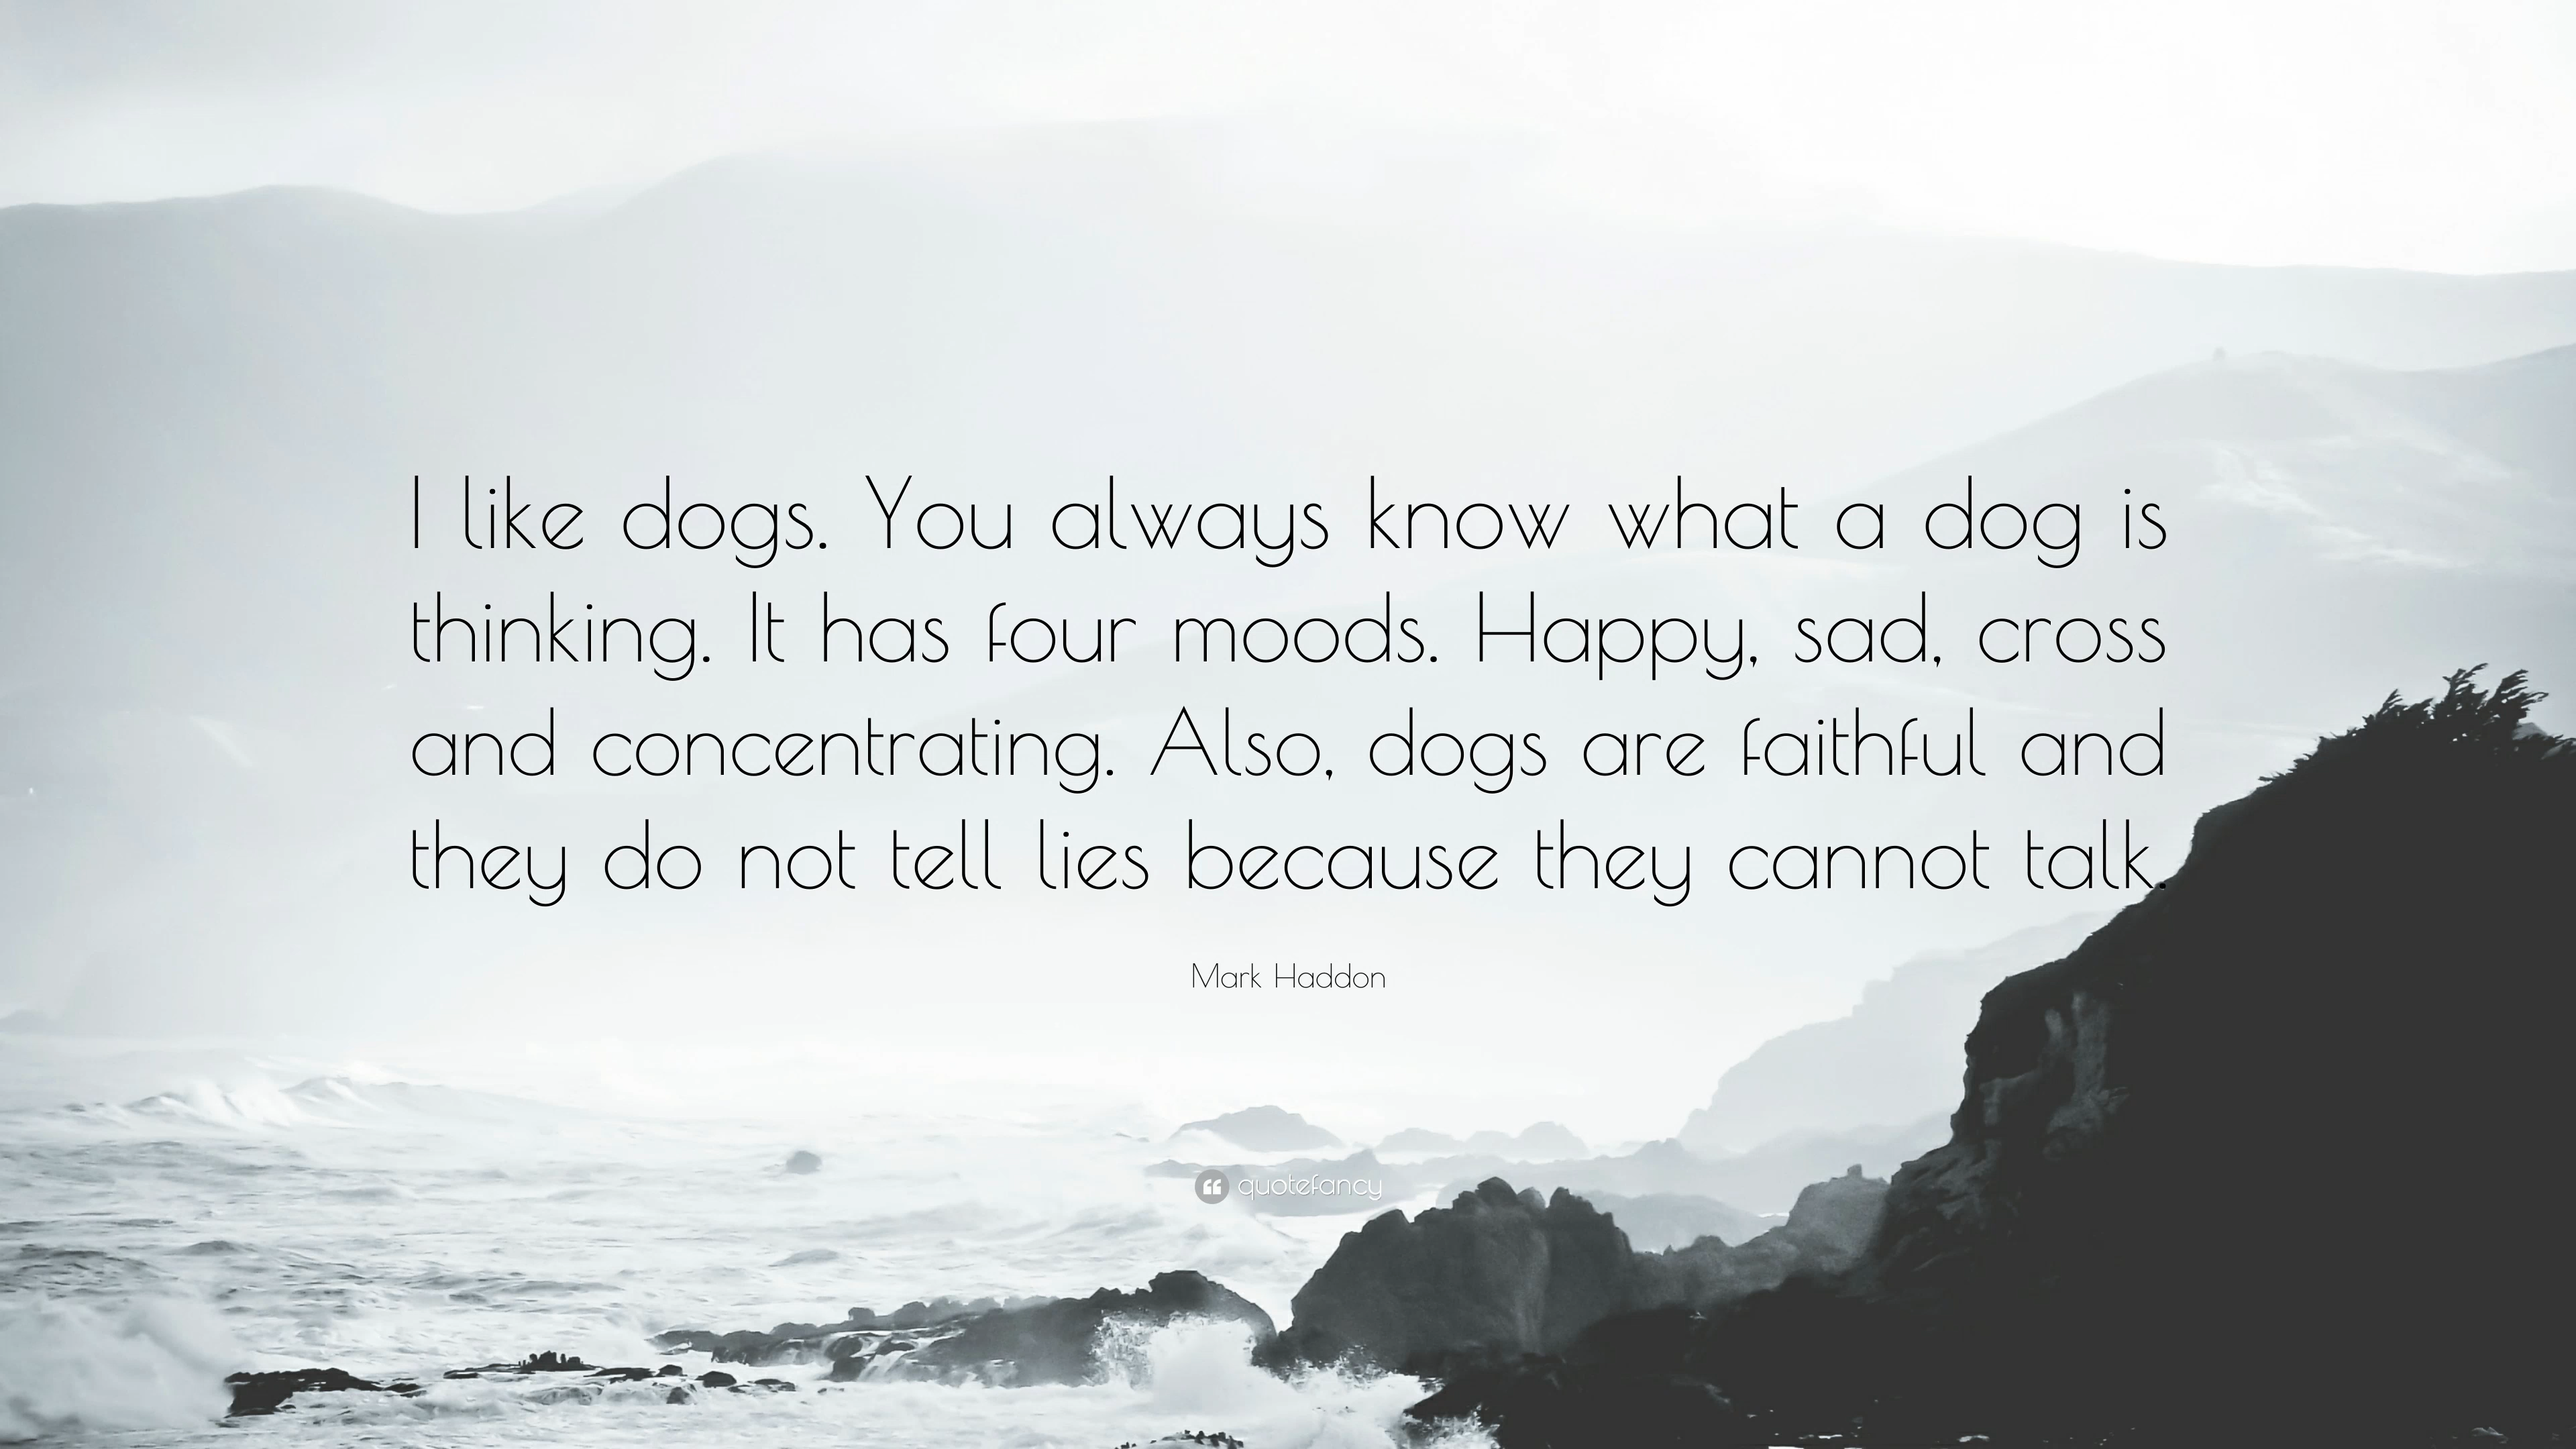 I like dogs. You always know what a dog is
thinking. It has four moods. Happy, sad, cross
and concentrating. Also, dogs are faithful and
they do not tell lies because they cannot talk.
Mark Haddon
quotefancy